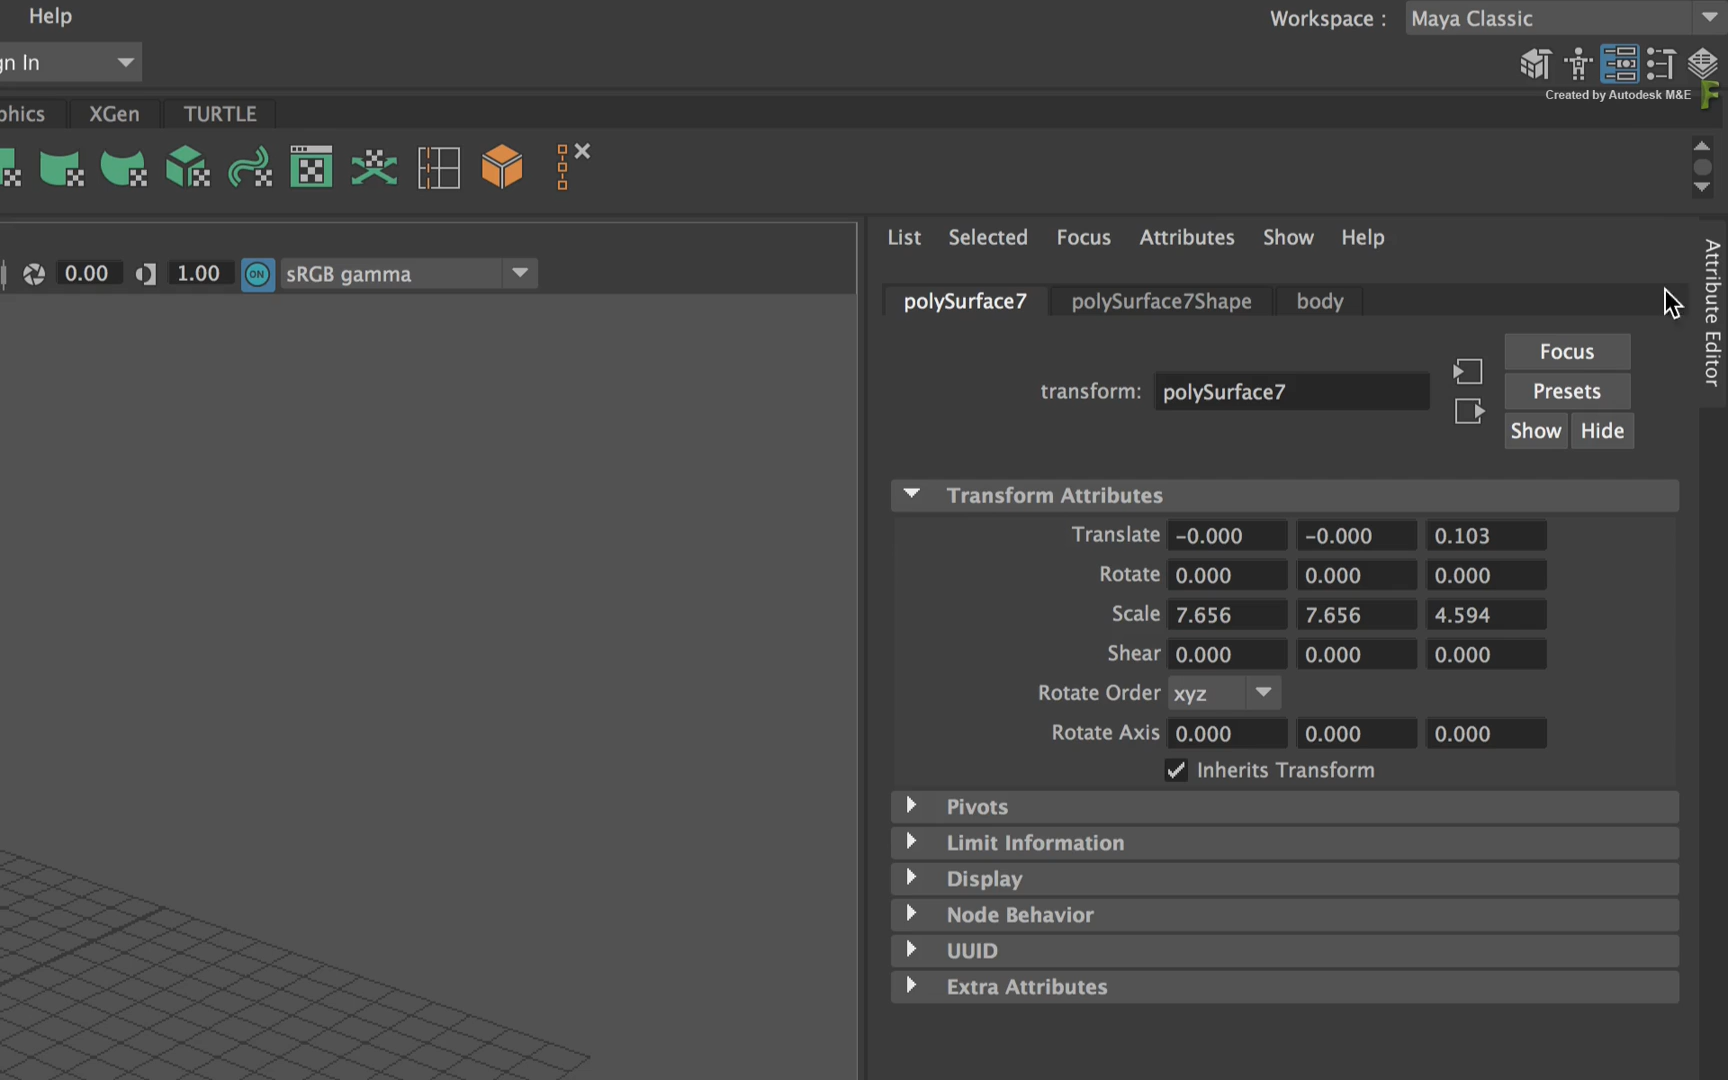 Help
Workspace :
Maya Classic
gn In
Created by Autodesk M&E
phics
XGen
TURTLE
List
Selected
Focus
Attributes
Show
Help
0.00
1.00
ON
sRGB gamma
Attribute Editor
polySurface7
polySurface7Shape
body
Focus
transform:
polySurface7
Presets
Show
Hide
Transform Attributes
Translate -0.000 -0.000 0.103
Rotate 0.000 0.000 0.000
Scale 7.656 7.656 4.594
Shear 0.000 0.000 0.000
Rotate Order xyz
Rotate Axis 0.000 0.000 0.000
Inherits Transform
Pivots
Limit Information
Display
Node Behavior
UUID
Extra Attributes